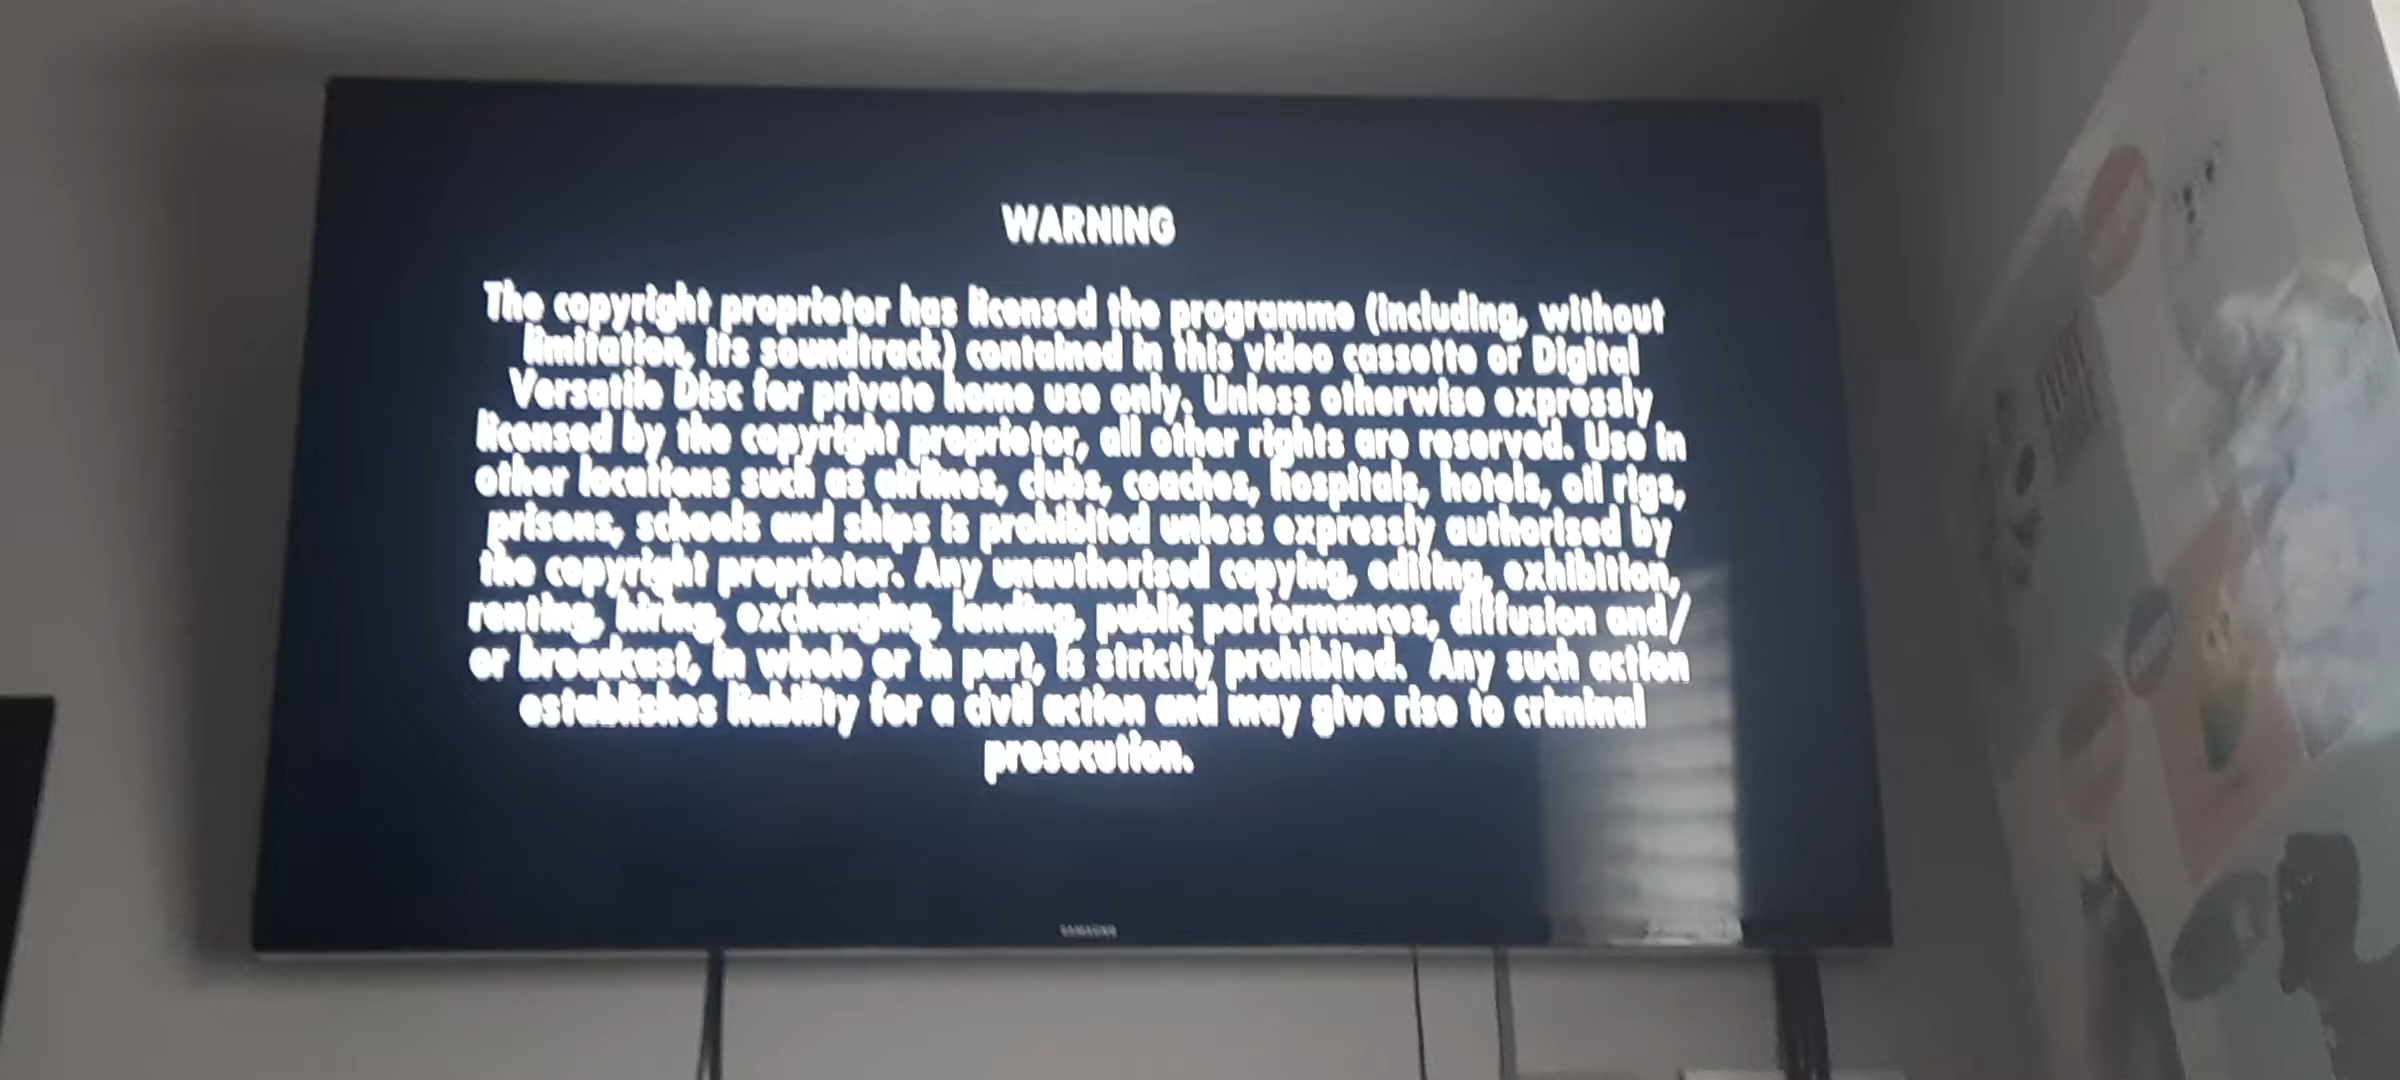 WARNING
The copyright proprietor has licensed the programme (including, without
limitation, its soundtrack) contained in this video cassette or Digital
Versatile Disc for private home use only. Unless otherwise expressly
licensed by the copyright proprietor, all other rights are reserved. Use in
other locations such as airlines, clubs, coaches, hospitals, hotels, oil rigs,
prisons, schools and ships is prohibited unless expressly authorised by
the copyright proprietor. Any unauthorised copying, editing, exhibition,
renting, hiring, exchanging, lending, public performances, diffusion and/
or broadcast, in whole or in part, is strictly prohibited. Any such action
establishes liability for a civil action and may give rise to criminal
prosecution.
SAMSUNG